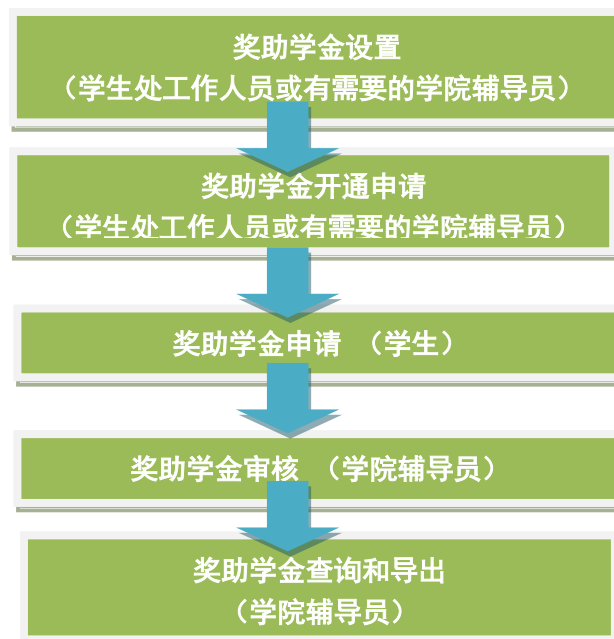 奖助学金设置
（学生处工作人员或有需要的学院辅导员）
奖助学金开通申请
（学生处工作人员或有需要的学院辅导员）
奖助学金申请 （学生）
奖助学金审核 （学院辅导员）
奖助学金查询和导出
（学院辅导员）